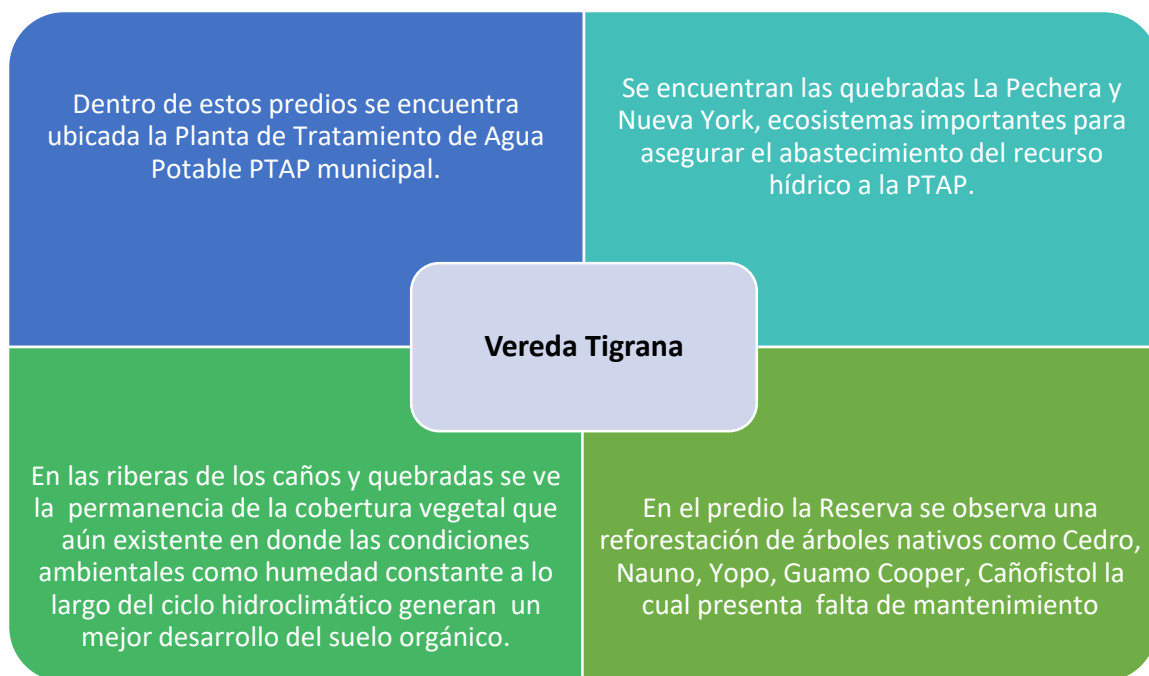 Dentro de estos predios se encuentra
ubicada la Planta de Tratamiento de Agua
Potable PTAP municipal.
Se encuentran las quebradas La Pechera y
Nueva York, ecosistemas importantes para
asegurar el abastecimiento del recurso
hídrico a la PTAP.
Vereda Tigrana
En las riberas de los caños y quebradas se ve
la permanencia de la cobertura vegetal que
aún existente en donde las condiciones
ambientales como humedad constante a lo
largo del ciclo hidroclimático generan un
mejor desarrollo del suelo orgánico.
En el predio la Reserva se observa una
reforestación de árboles nativos como Cedro,
Nauno, Yopo, Guamo Cooper, Cañofistol la
cual presenta falta de mantenimiento